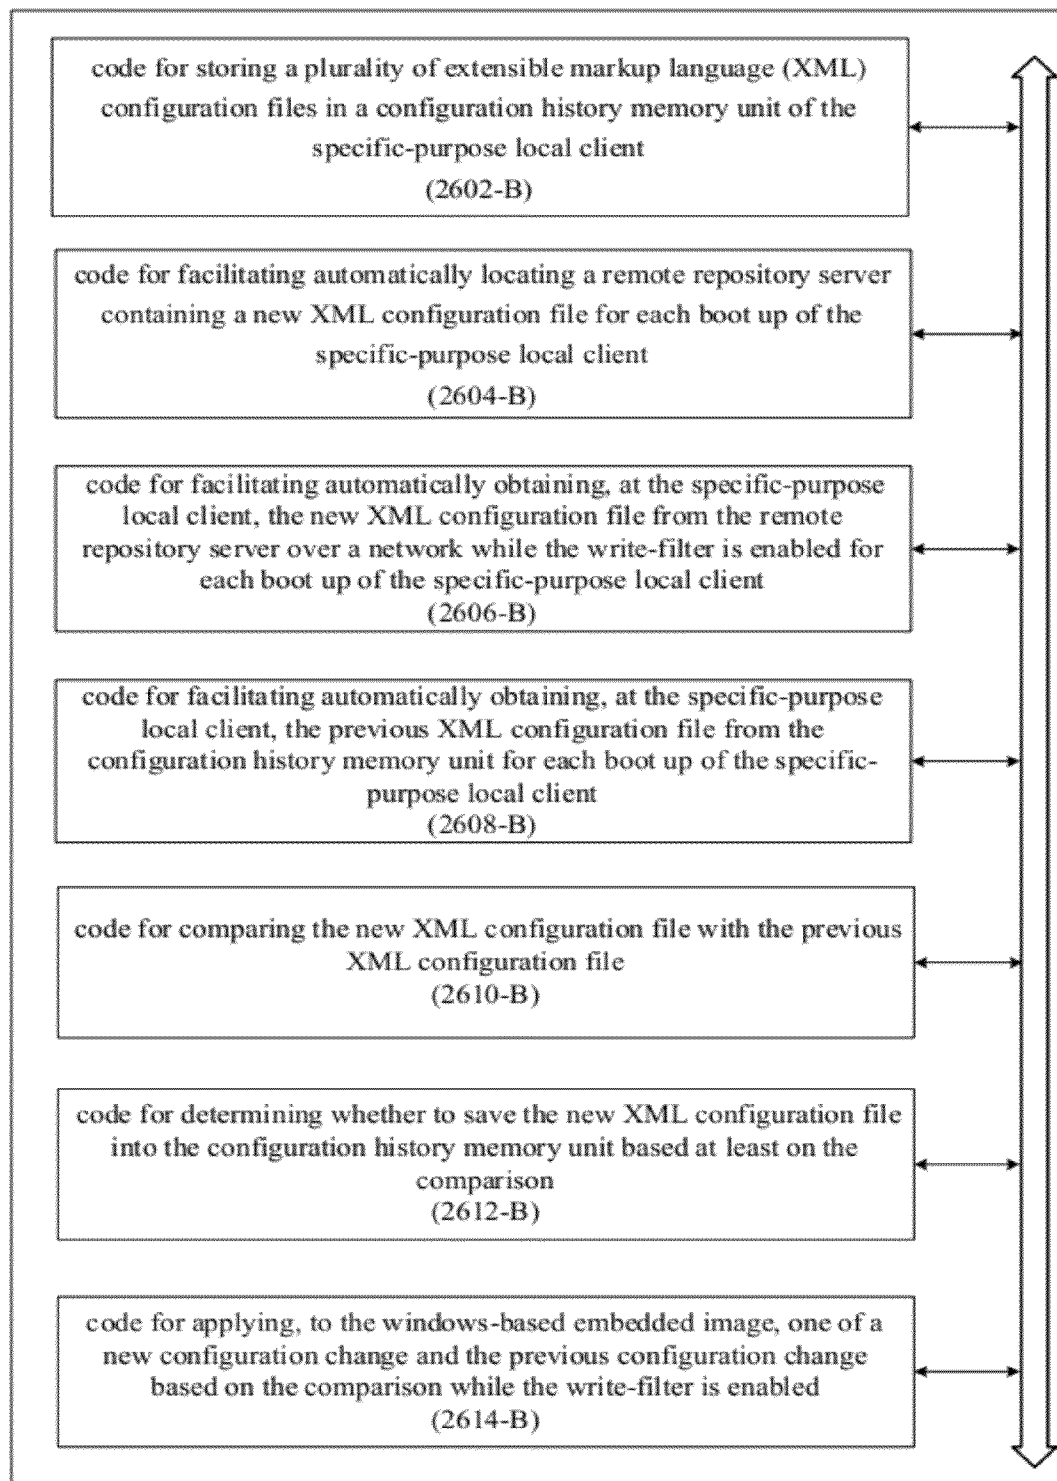 code for storing a plurality of extensible markup language (XML)
configuration files in a configuration history memory unit of the
specific-purpose local client
(2602-B)
code for facilitating automatically locating a remote repository server
containing a new XML configuration file for each boot up of the
specific-purpose local client
(2604-B)
code for facilitating automatically obtaining, at the specific-purpose
local client, the new XML configuration file from the remote
repository server over a network while the write-filter is enabled for
each boot up of the specific-purpose local client
(2606-B)
code for facilitating automatically obtaining, at the specific-purpose
local client, the previous XML configuration file from the
configuration history memory unit for each boot up of the specific-
purpose local client
(2608-B)
code for comparing the new XML configuration file with the previous
XML configuration file
(2610-B)
code for determining whether to save the new XML configuration file
into the configuration history memory unit based at least on the
comparison
(2612-B)
code for applying, to the windows-based embedded image, one of a
new configuration change and the previous configuration change
based on the comparison while the write-filter is enabled
(2614-B)